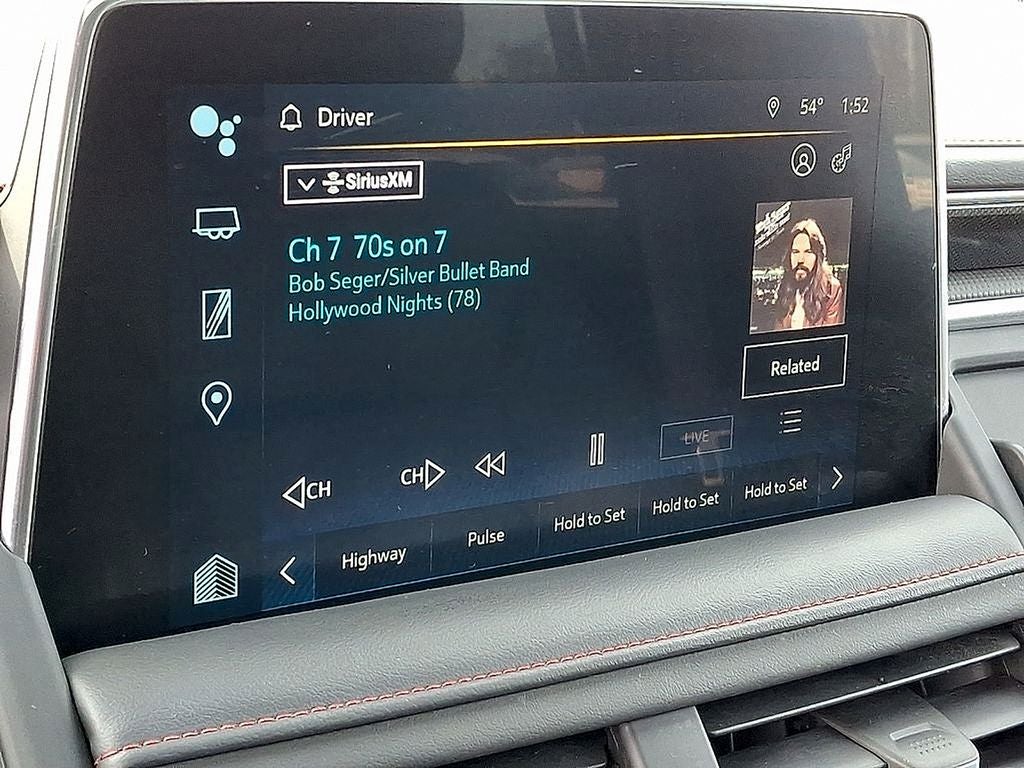 Driver
54° 1:52
SiriusXM
Ch 7 70s on 7
Bob Seger/Silver Bullet Band
Hollywood Nights (78)
Related
CH
CH
LIVE
Highway
Pulse
Hold to Set
Hold to Set
Hold to Set